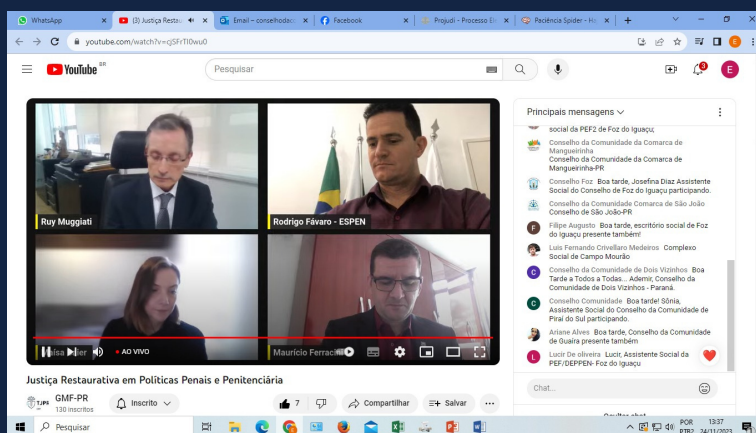 WhatsApp
(3) Justiça Restau
Email – conselhodaco
Facebook
Projudi - Processo El
Paciência Spider - Ha
youtube.com/watch?v=cjSFrTI0wu0
YouTube BR
Pesquisar
3
E
Ruy Muggiati
Rodrigo Fávaro - ESPEN
AO VIVO
Maurício Ferracini
Justiça Restaurativa em Políticas Penais e Penitenciária
TJPR
GMF-PR
130 inscritos
Inscrito
7
Compartilhar
Salvar
Principais mensagens
social da PEF2 de Foz do Iguaçu;
Conselho da Comunidade da Comarca de
Mangueirinha
Conselho da Comunidade da Comarca de
Mangueirinha-PR
Conselho Foz Boa tarde, Josefina Diaz Assistente
Social do Conselho de Foz do Iguaçu participando.
Conselho da Comunidade Comarca de São João
Conselho de São João-PR
F
Filipe Augusto Boa tarde, escritório social de Foz
do Iguaçu presente também!
Luis Fernando Crivellaro Medeiros Complexo
Social de Campo Mourão
C
Conselho da Comunidade de Dois Vizinhos Boa
Tarde a Todos a Todas... Ademir, Conselho da
Comunidade de Dois Vizinhos - Paraná.
C
Conselho Comunidade Boa tarde! Sônia,
Assistente Social do Conselho da Comunidade de
Piraí do Sul participando.
Ariane Alves Boa tarde, Conselho da Comunidade
de Guaíra presente também
L
Lucir De oliveira Lucir, Assistente Social da
PEF/DEPPEN- Foz do Iguaçu
Chat...
Ocultar chat
Pesquisar
POR
PTB2
13:37
24/11/2023